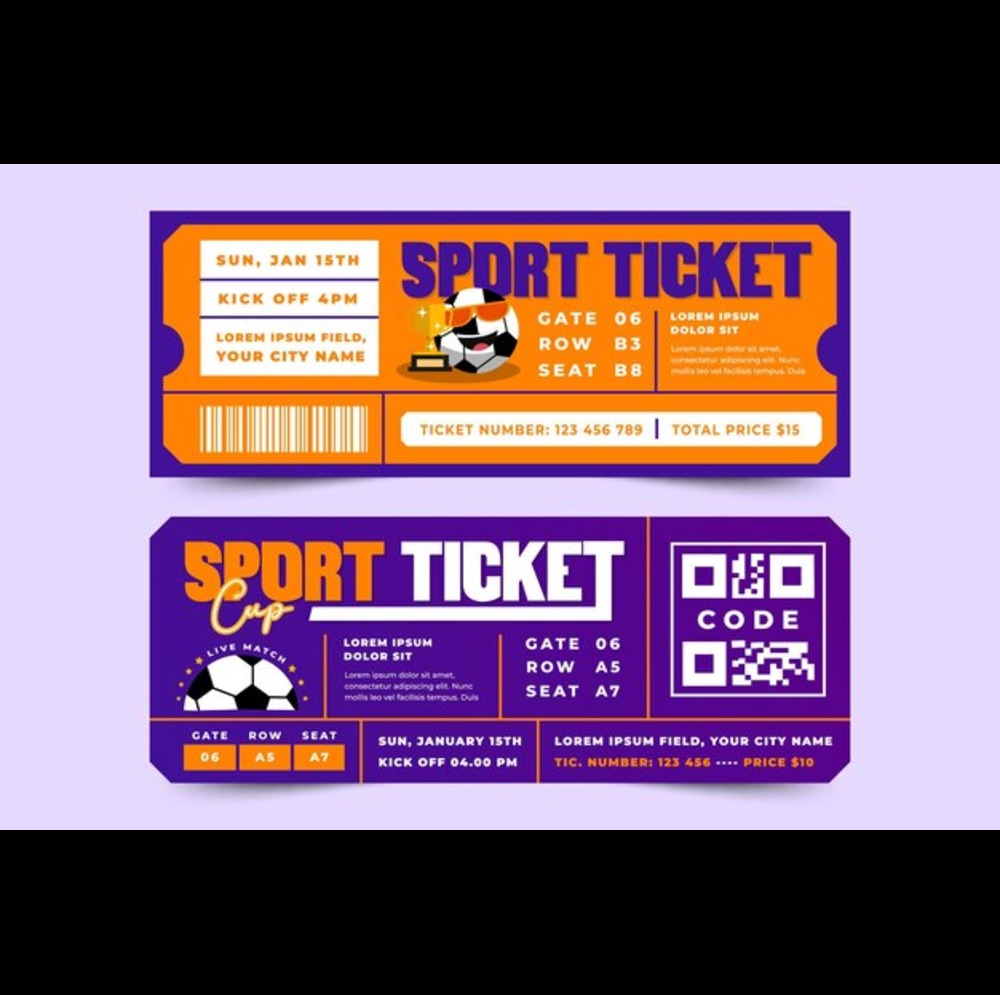 SUN, JAN 15TH
KICK OFF 4PM
LOREM IPSUM FIELD,
YOUR CITY NAME
SPORT TICKET
GATE 06
ROW B3
SEAT B8
LOREM IPSUM
DOLOR SIT
Lorem ipsum dolor sit amet,
consectetur adipiscing elit. Nunc
mollis leo vel facilisis tempus. Duis
TICKET NUMBER: 123 456 789
TOTAL PRICE $15
SPORT TICKET
Cup
LIVE MATCH
LOREM IPSUM
DOLOR SIT
Lorem ipsum dolor sit amet,
consectetur adipiscing elit. Nunc
mollis leo vel facilisis tempus. Duis
GATE 06
ROW A5
SEAT A7
CODE
GATE ROW SEAT
06 A5 A7
SUN, JANUARY 15TH
KICK OFF 04.00 PM
LOREM IPSUM FIELD, YOUR CITY NAME
TIC. NUMBER: 123 456 ---- PRICE $10